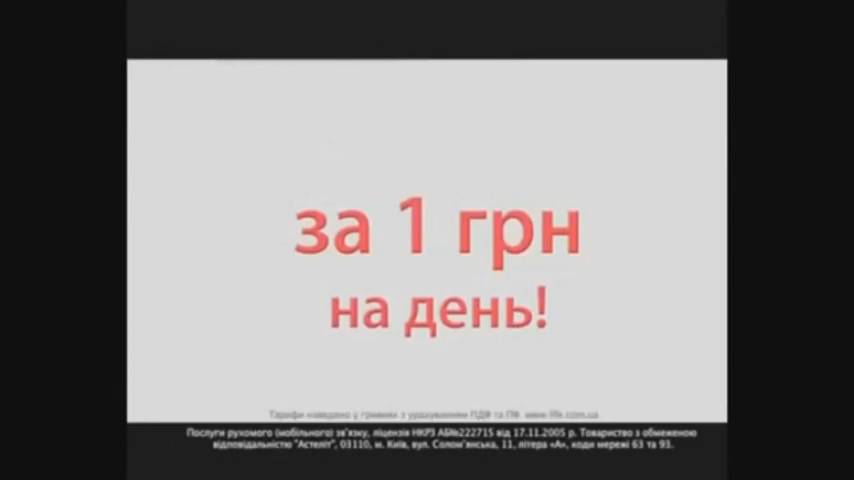 за 1 грн
на день!
Тарифи наведено у гривнях з урахуванням ПДВ та ПФ. www.life.com.ua
Послуги рухомого (мобільного) зв'язку, ліцензія НКРЗ АБ№222715 від 17.11.2005 р. Товариство з обмеженою
відповідальністю "Астеліт", 03110, м. Київ, вул. Солом'янська, 11, літера «А», коди мережі 63 та 93.